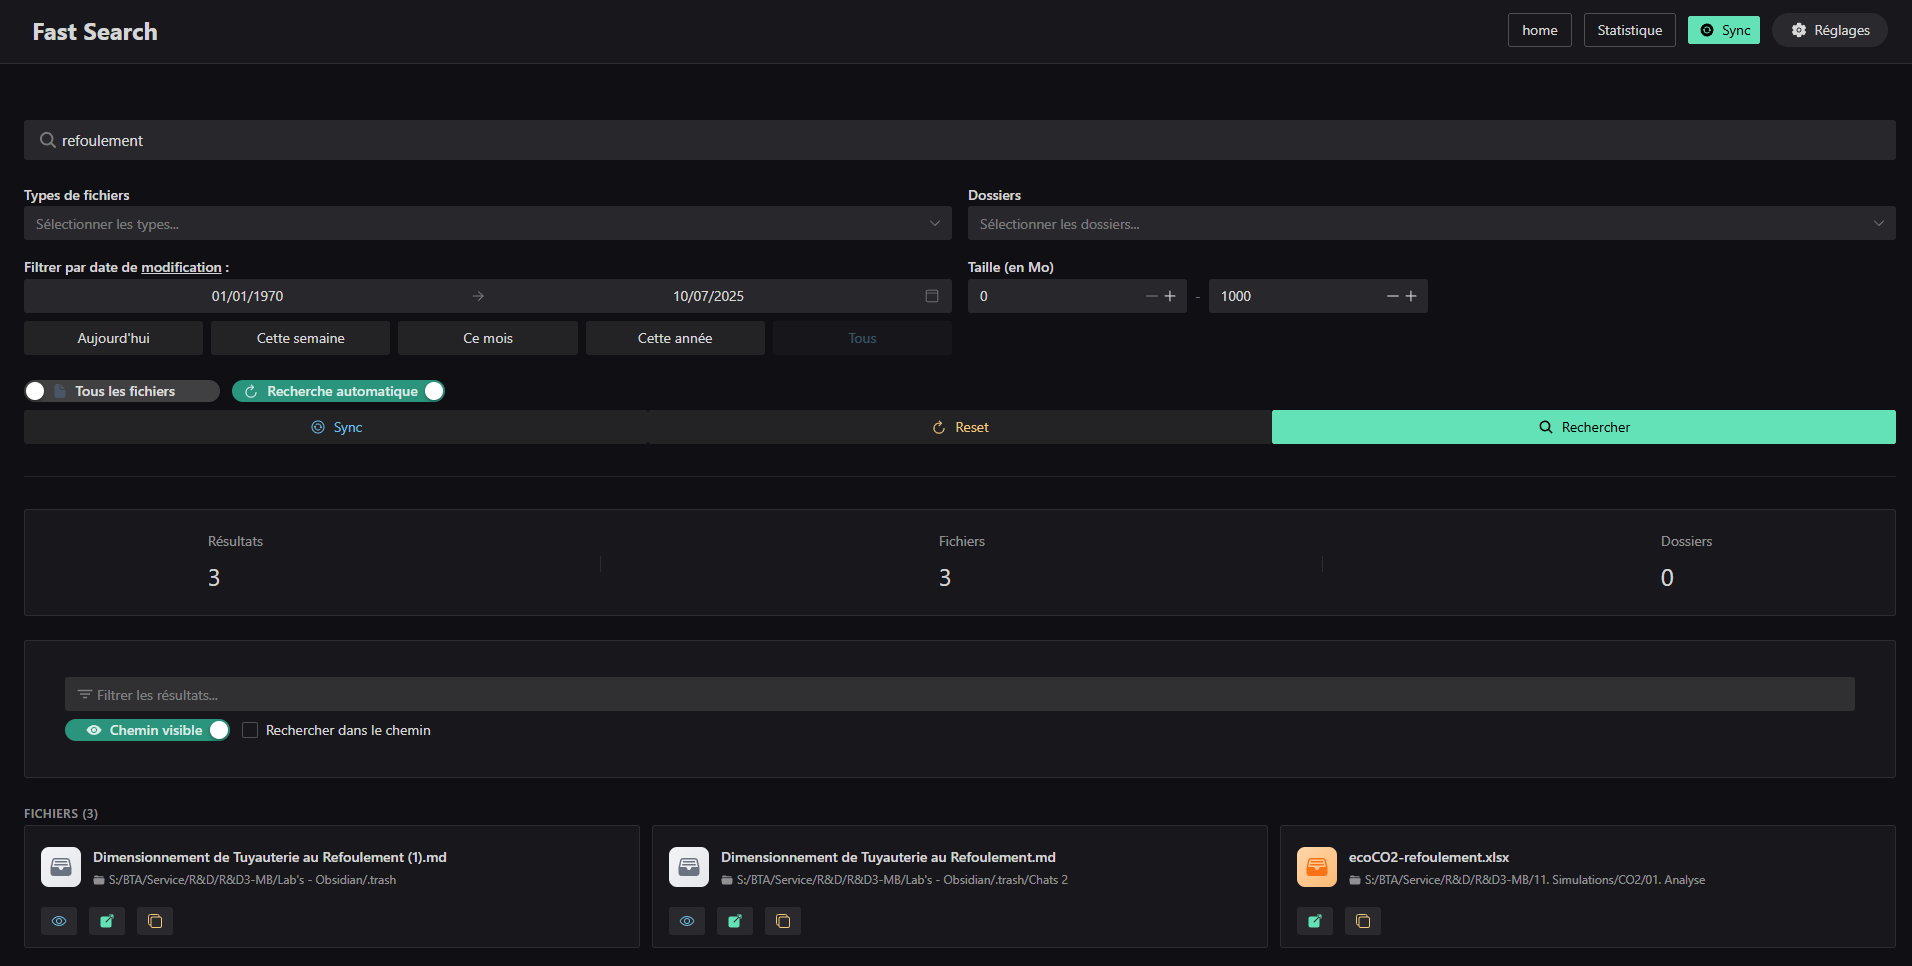 Fast Search
home
Statistique
Sync
Réglages
refoulement
Types de fichiers
Dossiers
Sélectionner les types...
Sélectionner les dossiers...
Filtrer par date de modification :
Taille (en Mo)
01/01/1970
10/07/2025
0
-
1000
Aujourd'hui
Cette semaine
Ce mois
Cette année
Tous
Tous les fichiers
Recherche automatique
Sync
Reset
Rechercher
Résultats
Fichiers
Dossiers
3
3
0
Filtrer les résultats...
Chemin visible
Rechercher dans le chemin
FICHIERS (3)
Dimensionnement de Tuyauterie au Refoulement (1).md
S:/BTA/Service/R&D/R&D3-MB/Lab's - Obsidian/.trash
Dimensionnement de Tuyauterie au Refoulement.md
S:/BTA/Service/R&D/R&D3-MB/Lab's - Obsidian/.trash/Chats 2
ecoCO2-refoulement.xlsx
S:/BTA/Service/R&D/R&D3-MB/11. Simulations/CO2/01. Analyse